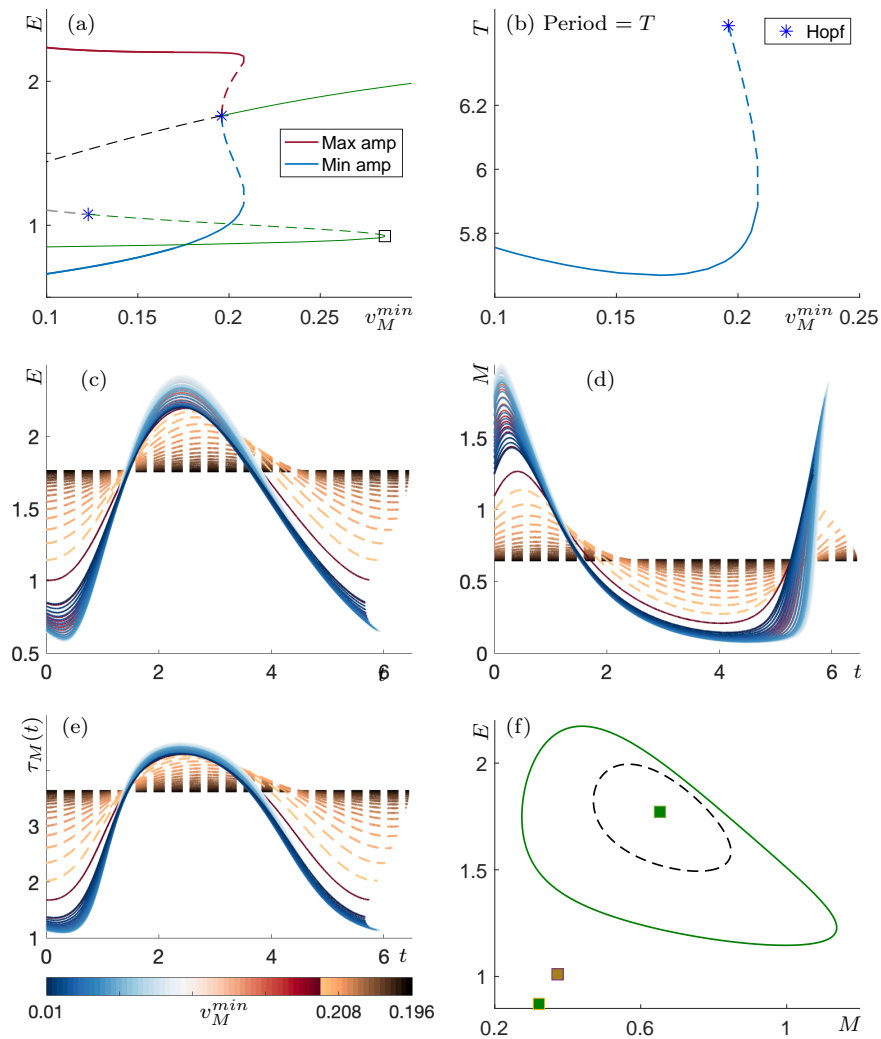 (a)
E
2
1
Max amp
Min amp
0.1 0.15 0.2 0.25 v_M^{min}
(b) Period = T
T
Hopf
6.2
6
5.8
0.1 0.15 0.2 v_M^{min} 0.25
(c)
E
2
1.5
1
0.5
0 2 4 6 t
(d)
M
1.5
1
0.5
0
0 2 4 6 t
(e)
τ_M(t)
3
2
1
0 2 4 6 t
0.01 v_M^{min} 0.208 0.196
(f)
E
2
1.5
1
0.2 0.6 1 M